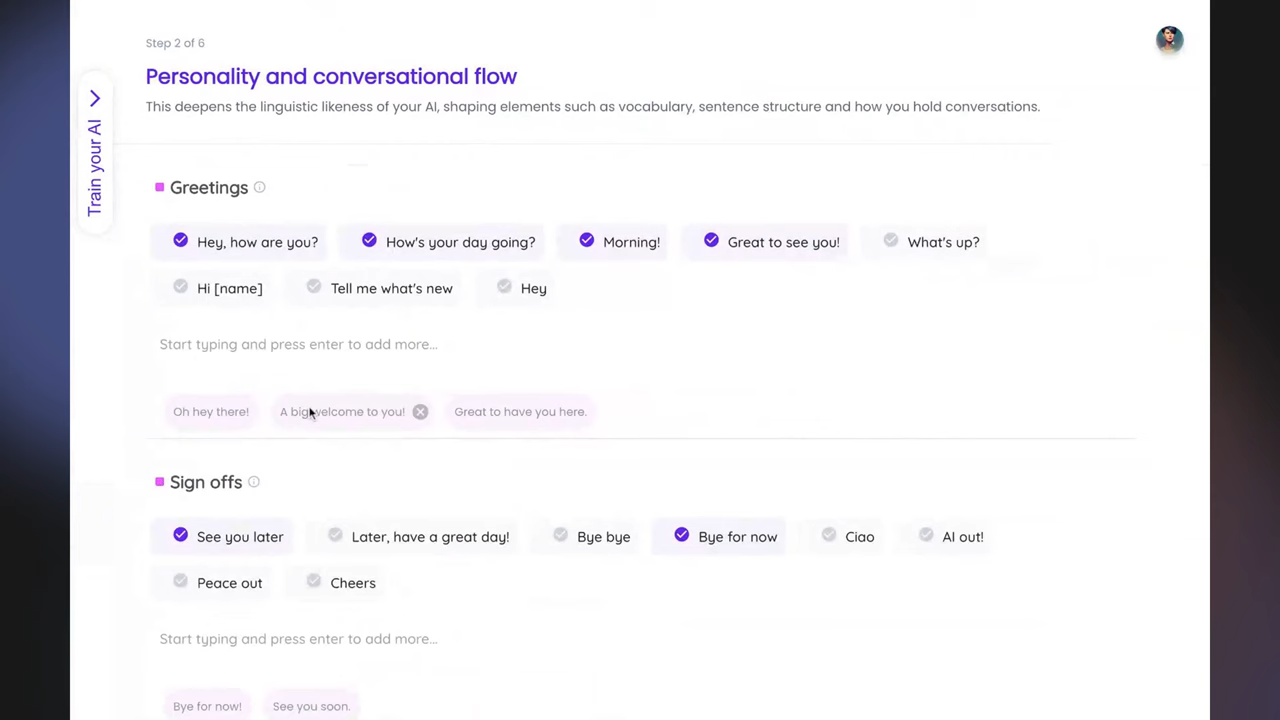 Step 2 of 6
Personality and conversational flow
This deepens the linguistic likeness of your AI, shaping elements such as vocabulary, sentence structure and how you hold conversations.
Train your AI
Greetings
Hey, how are you? How's your day going? Morning! Great to see you! What's up?
Hi [name] Tell me what's new Hey
Start typing and press enter to add more...
Oh hey there! A big welcome to you! Great to have you here.
Sign offs
See you later Later, have a great day! Bye bye Bye for now Ciao AI out!
Peace out Cheers
Start typing and press enter to add more...
Bye for now! See you soon.